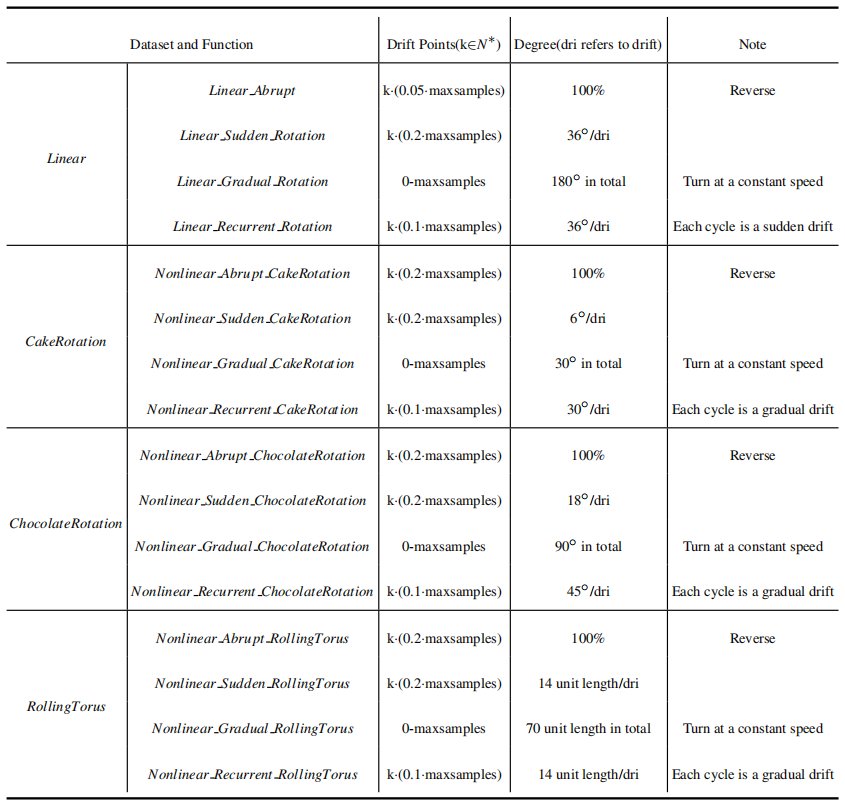 Dataset and Function Drift Points(k∈N*) Degree(dri refers to drift) Note
Linear
Linear_Abrupt k·(0.05·maxsamples) 100% Reverse
Linear_Sudden_Rotation k·(0.2·maxsamples) 36°/dri
Linear_Gradual_Rotation 0-maxsamples 180° in total Turn at a constant speed
Linear_Recurrent_Rotation k·(0.1·maxsamples) 36°/dri Each cycle is a sudden drift
CakeRotation
Nonlinear_Abrupt_CakeRotation k·(0.2·maxsamples) 100% Reverse
Nonlinear_Sudden_CakeRotation k·(0.2·maxsamples) 6°/dri
Nonlinear_Gradual_CakeRotation 0-maxsamples 30° in total Turn at a constant speed
Nonlinear_Recurrent_CakeRotation k·(0.1·maxsamples) 30°/dri Each cycle is a gradual drift
ChocolateRotation
Nonlinear_Abrupt_ChocolateRotation k·(0.2·maxsamples) 100% Reverse
Nonlinear_Sudden_ChocolateRotation k·(0.2·maxsamples) 18°/dri
Nonlinear_Gradual_ChocolateRotation 0-maxsamples 90° in total Turn at a constant speed
Nonlinear_Recurrent_ChocolateRotation k·(0.1·maxsamples) 45°/dri Each cycle is a gradual drift
RollingTorus
Nonlinear_Abrupt_RollingTorus k·(0.2·maxsamples) 100% Reverse
Nonlinear_Sudden_RollingTorus k·(0.2·maxsamples) 14 unit length/dri
Nonlinear_Gradual_RollingTorus 0-maxsamples 70 unit length in total Turn at a constant speed
Nonlinear_Recurrent_RollingTorus k·(0.1·maxsamples) 14 unit length/dri Each cycle is a gradual drift